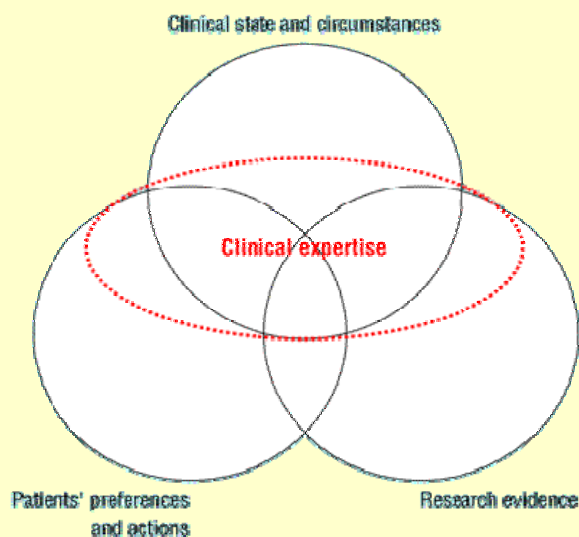 Clinical state and circumstances
Clinical expertise
Patients' preferences
and actions
Research evidence